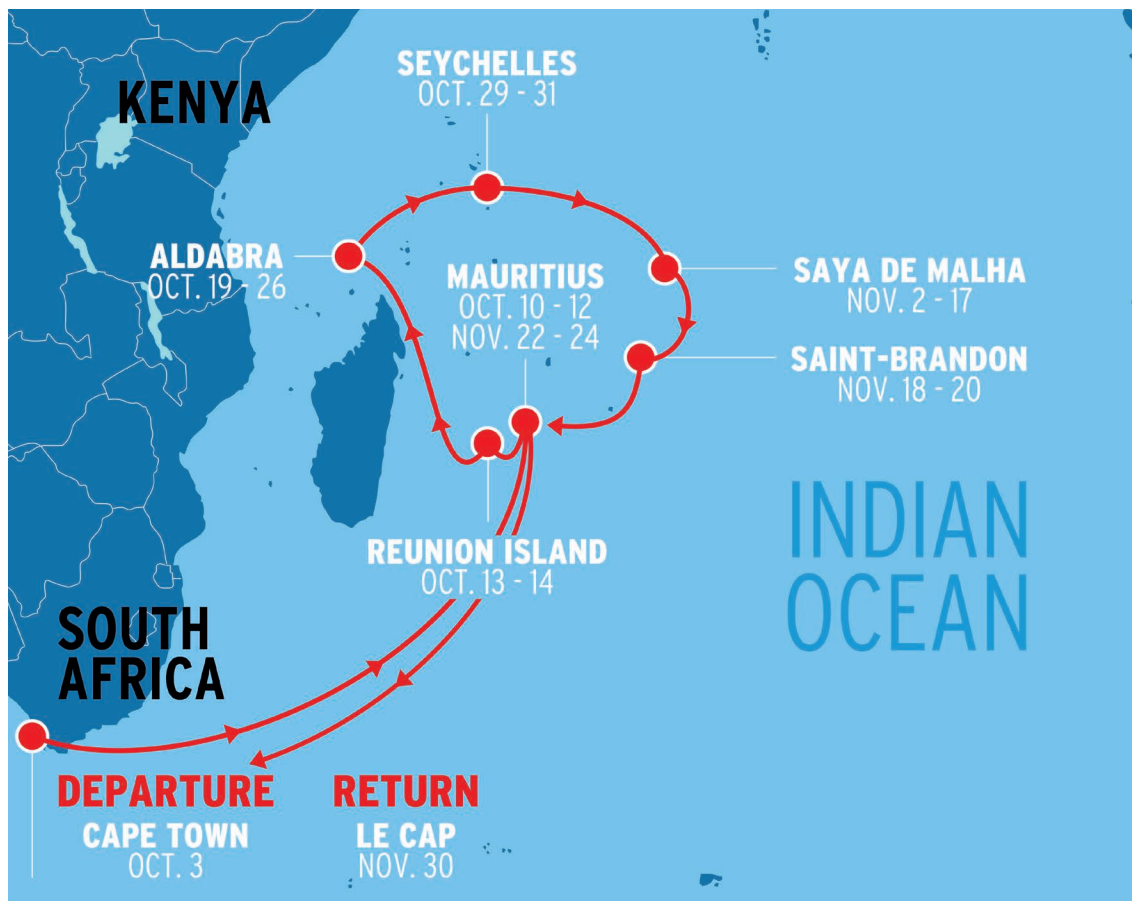 SEYCHELLES
OCT. 29 - 31
KENYA
ALDABRA
OCT. 19 - 26
MAURITIUS
OCT. 10 - 12
NOV. 22 - 24
SAYA DE MALHA
NOV. 2 - 17
SAINT-BRANDON
NOV. 18 - 20
INDIAN
OCEAN
REUNION ISLAND
OCT. 13 - 14
SOUTH
AFRICA
DEPARTURE
CAPE TOWN
OCT. 3
RETURN
LE CAP
NOV. 30